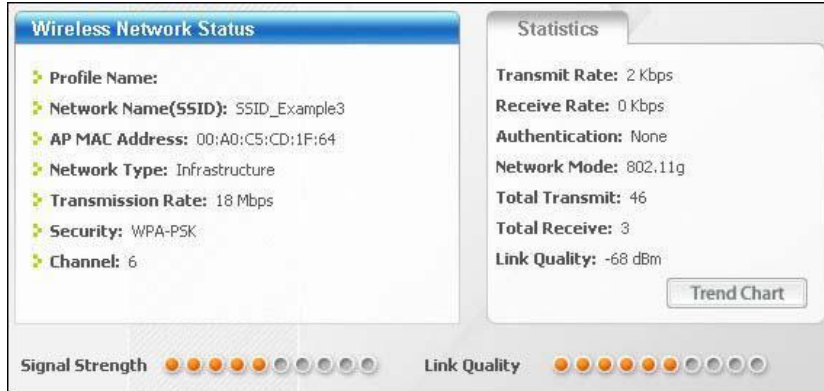 Wireless Network Status
Profile Name:
Network Name(SSID): SSID_Example3
AP MAC Address: 00:A0:C5:CD:1F:64
Network Type: Infrastructure
Transmission Rate: 18 Mbps
Security: WPA-PSK
Channel: 6
Statistics
Transmit Rate: 2 Kbps
Receive Rate: 0 Kbps
Authentication: None
Network Mode: 802.11g
Total Transmit: 46
Total Receive: 3
Link Quality: -68 dBm
Trend Chart
Signal Strength
Link Quality